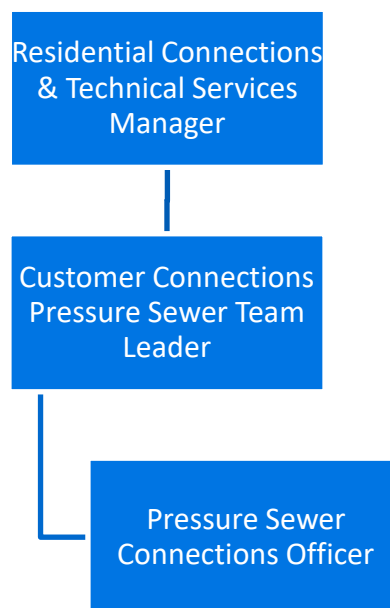 Residential Connections
& Technical Services
Manager
Customer Connections
Pressure Sewer Team
Leader
Pressure Sewer
Connections Officer